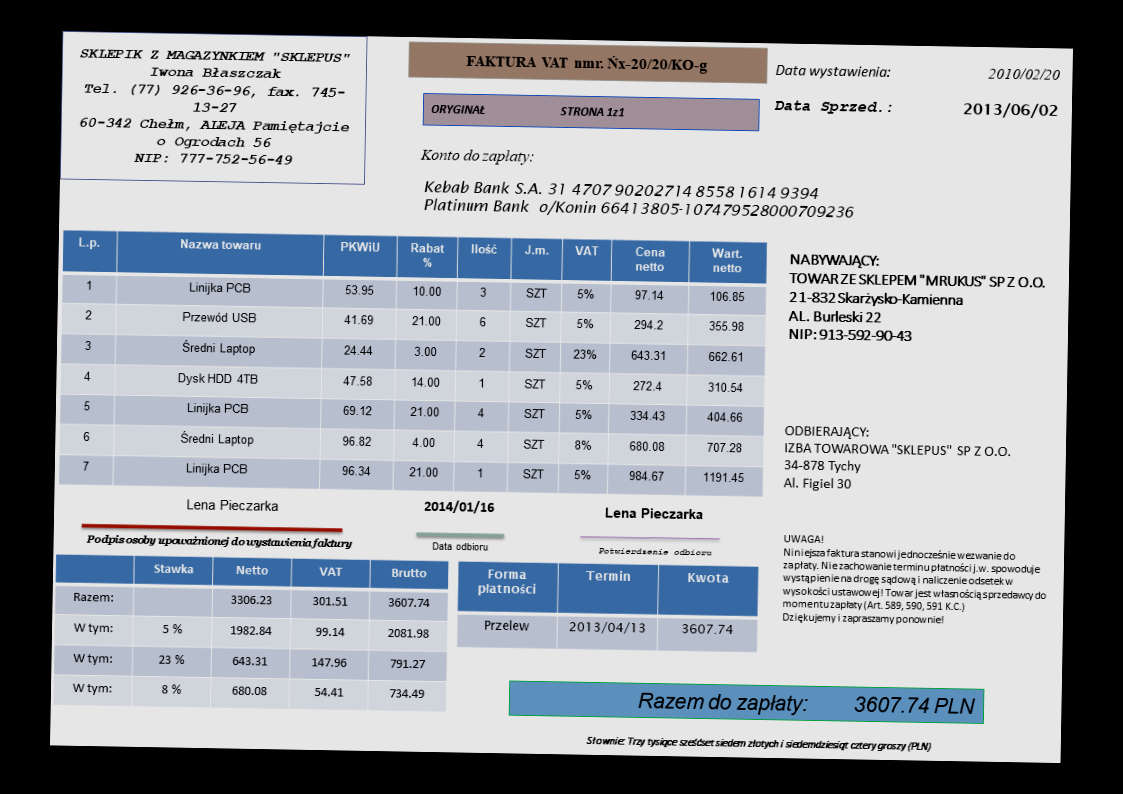 SKLEPIK Z MAGAZYNKIEM "SKLEPUS"
Iwona Błaszczak
Tel. (77) 926-36-96, fax. 745-
13-27
60-342 Chełm, ALEJA Pamiętajcie
o Ogrodach 56
NIP: 777-752-56-49
FAKTURA VAT nmr. Ńx-20/20/KO-g
ORYGINAŁ STRONA 1z1
Data wystawienia: 2010/02/20
Data Sprzed.: 2013/06/02
Konto do zapłaty:
Kebab Bank S.A. 31 4707 90202714 8558 1614 9394
Platinum Bank o/Konin 66413805-107479528000709236
L.p. Nazwa towaru PKWiU Rabat % Ilość J.m. VAT Cena netto Wart. netto
1 Linijka PCB 53.95 10.00 3 SZT 5% 97.14 106.85
2 Przewód USB 41.69 21.00 6 SZT 5% 294.2 355.98
3 Średni Laptop 24.44 3.00 2 SZT 23% 643.31 662.61
4 Dysk HDD 4TB 47.58 14.00 1 SZT 5% 272.4 310.54
5 Linijka PCB 69.12 21.00 4 SZT 5% 334.43 404.66
6 Średni Laptop 96.82 4.00 4 SZT 8% 680.08 707.28
7 Linijka PCB 96.34 21.00 1 SZT 5% 984.67 1191.45
NABYWAJĄCY:
TOWAR ZE SKLEPEM "MRUKUS" SP Z O.O.
21-832 Skarżysko-Kamienna
AL. Burleski 22
NIP: 913-592-90-43
ODBIERAJĄCY:
IZBA TOWAROWA "SKLEPUS" SP Z O.O.
34-878 Tychy
Al. Figiel 30
Lena Pieczarka 2014/01/16 Lena Pieczarka
Podpis osoby upoważnionej do wystawienia faktury Data odbioru Potwierdzenie odbioru
UWAGA!
Niniejsza faktura stanowi jednocześnie wezwanie do
zapłaty. Nie zachowanie terminu płatności j.w. spowoduje
wystąpienie na drogę sądową i naliczenie odsetek w
wysokości ustawowej! Towar jest własnością sprzedawcy do
momentu zapłaty (Art. 589, 590, 591 K.C.)
Dziękujemy i zapraszamy ponownie!
Stawka Netto VAT Brutto
Razem: 3306.23 301.51 3607.74
W tym: 5 % 1982.84 99.14 2081.98
W tym: 23 % 643.31 147.96 791.27
W tym: 8 % 680.08 54.41 734.49
Forma płatności Termin Kwota
Przelew 2013/04/13 3607.74
Razem do zapłaty: 3607.74 PLN
Słownie: Trzy tysiące sześćset siedem złotych i siedemdziesiąt cztery groszy (PLN)